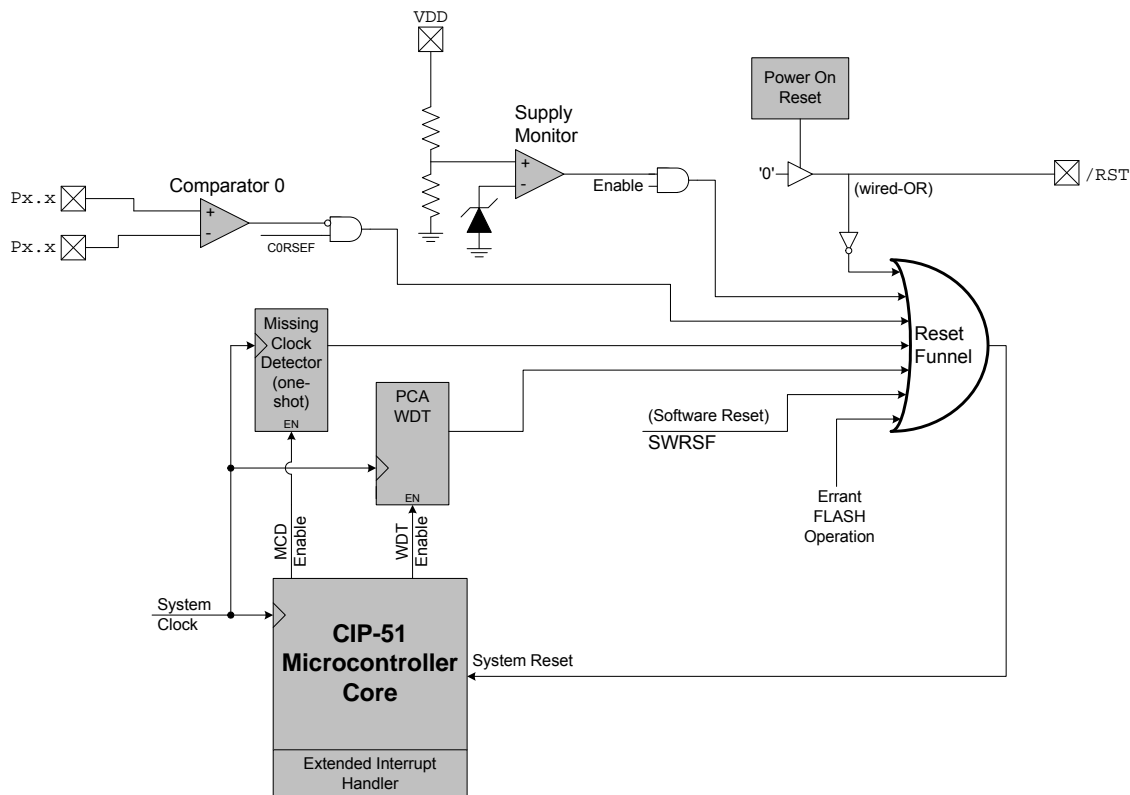 VDD
Power On
Reset
Supply
Monitor
+
-
Enable
'0'
(wired-OR)
/RST
Comparator 0
Px.x
Px.x
+
-
C0RSEF
Missing
Clock
Detector
(one-
shot)
EN
PCA
WDT
EN
Reset
Funnel
(Software Reset)
SWRSF
Errant
FLASH
Operation
MCD
Enable
WDT
Enable
System
Clock
CIP-51
Microcontroller
Core
System Reset
Extended Interrupt
Handler